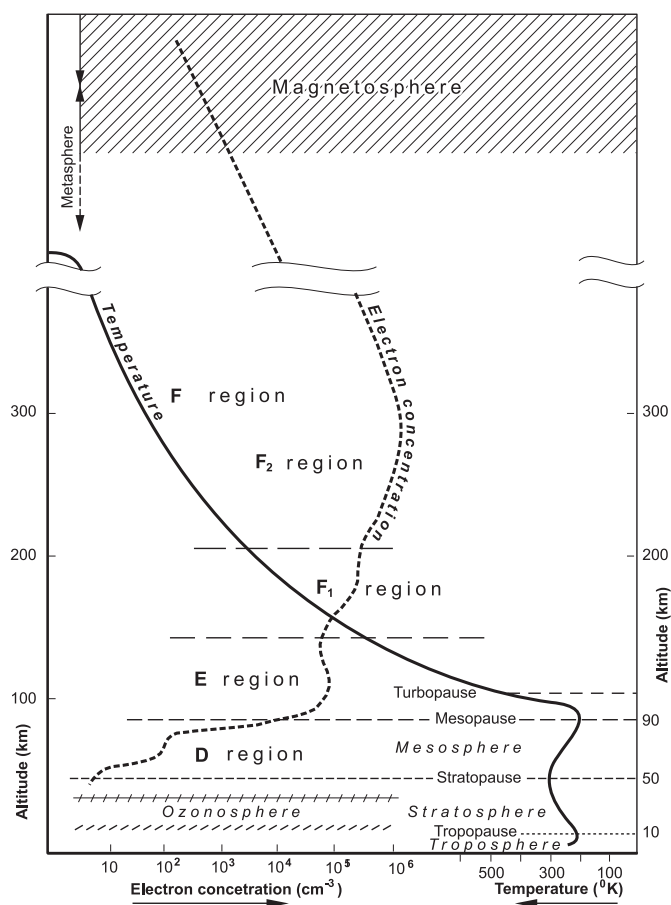 Magnetosphere
Metasphere
Temperature
Electron concentration
F region
300
300
F2 region
200
200
F1 region
Altitude (km)
E region
Turbopause
100
Mesopause
90
D region
Mesosphere
Stratopause
50
Altitude (km)
Ozonosphere
Stratosphere
Tropopause
10
Troposphere
10 10² 10³ 10⁴ 10⁵ 10⁶ 500 300 100
Electron concetration (cm⁻³) Temperature (⁰K)